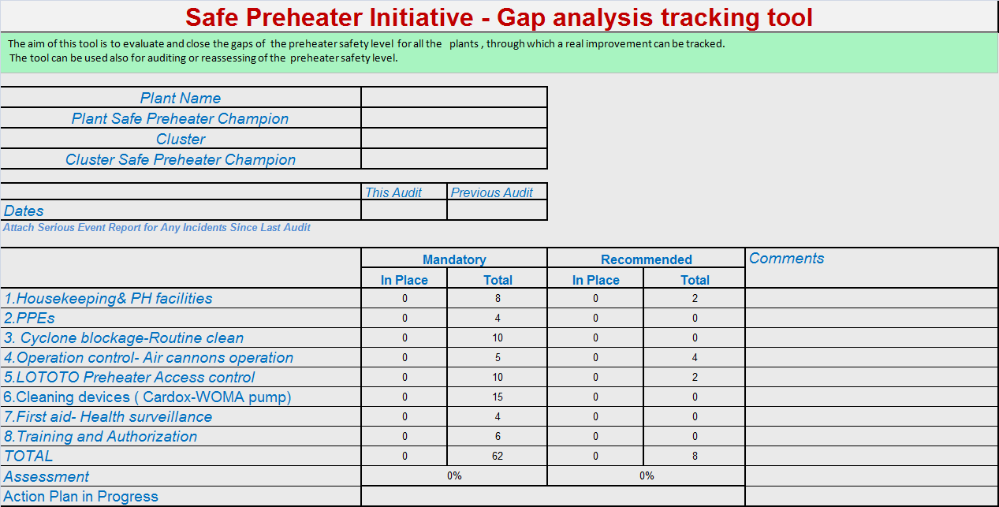 Safe Preheater Initiative - Gap analysis tracking tool
The aim of this tool is to evaluate and close the gaps of the preheater safety level for all the plants , through which a real improvement can be tracked.
The tool can be used also for auditing or reassessing of the preheater safety level.
Plant Name
Plant Safe Preheater Champion
Cluster
Cluster Safe Preheater Champion
This Audit Previous Audit
Dates
Attach Serious Event Report for Any Incidents Since Last Audit
Mandatory Recommended Comments
In Place Total In Place Total
1.Housekeeping& PH facilities 0 8 0 2
2.PPEs 0 4 0 0
3. Cyclone blockage-Routine clean 0 10 0 0
4.Operation control- Air cannons operation 0 5 0 4
5.LOTOTO Preheater Access control 0 10 0 2
6.Cleaning devices ( Cardox-WOMA pump) 0 15 0 0
7.First aid- Health surveillance 0 4 0 0
8.Training and Authorization 0 6 0 0
TOTAL 0 62 0 8
Assessment 0% 0%
Action Plan in Progress